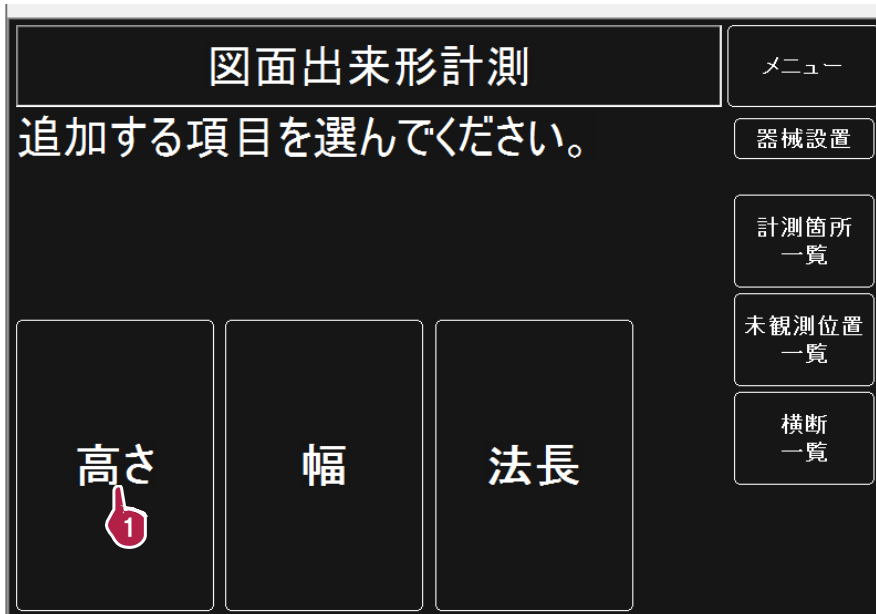 図面出来形計測
メニュー
追加する項目を選んでください。
器械設置
計測箇所
一覧
未観測位置
一覧
横断
一覧
高さ
幅
法長
1